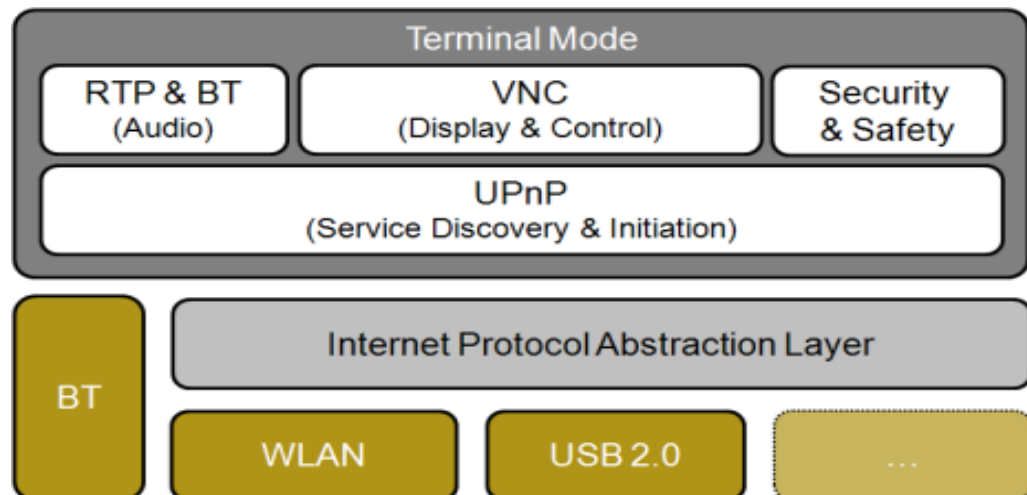 Terminal Mode
RTP & BT
(Audio)
VNC
(Display & Control)
Security
& Safety
UPnP
(Service Discovery & Initiation)
BT
Internet Protocol Abstraction Layer
WLAN
USB 2.0
...